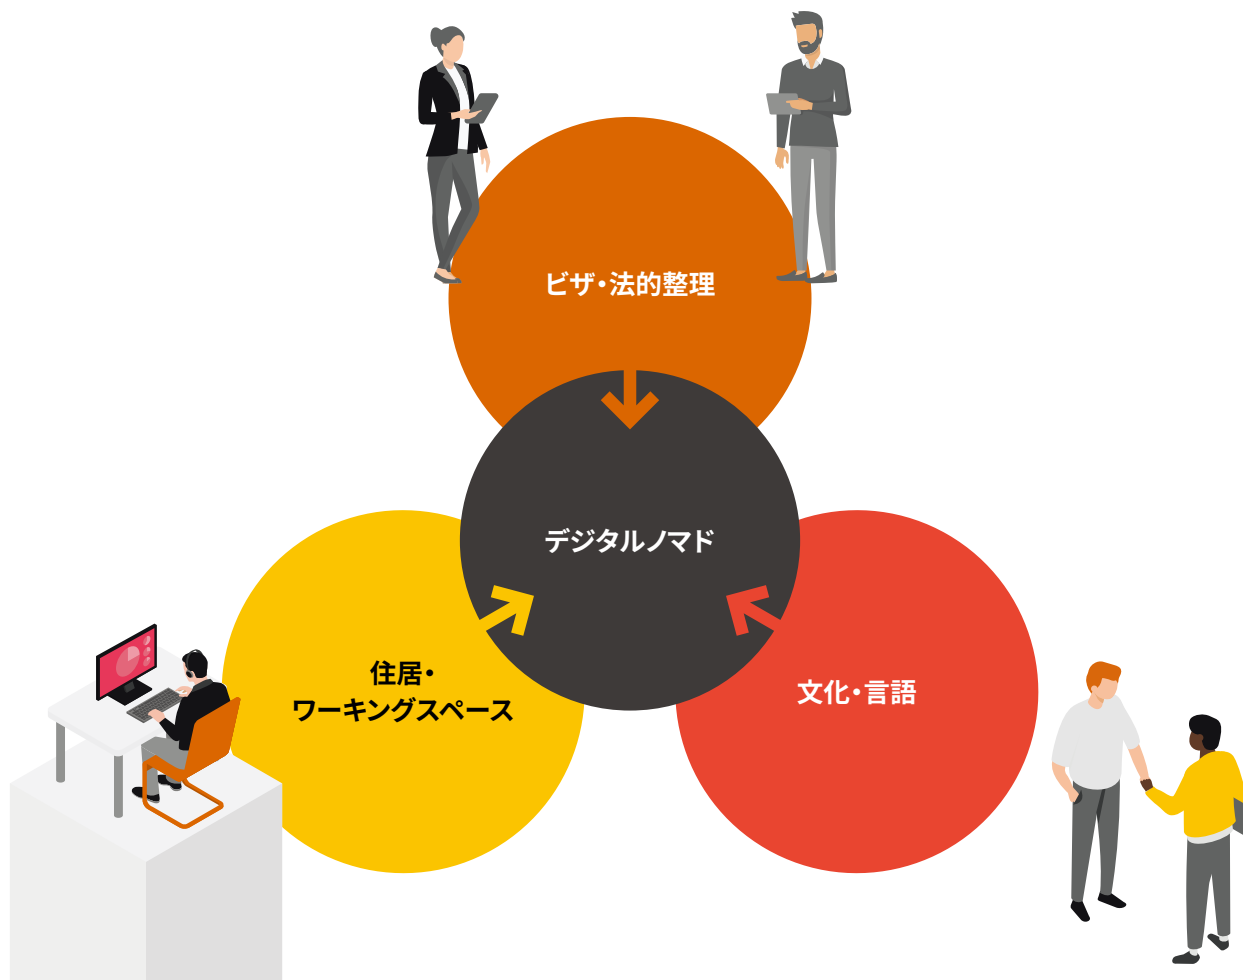 ビザ・法的整理
デジタルノマド
住居・
ワーキングスペース
文化・言語